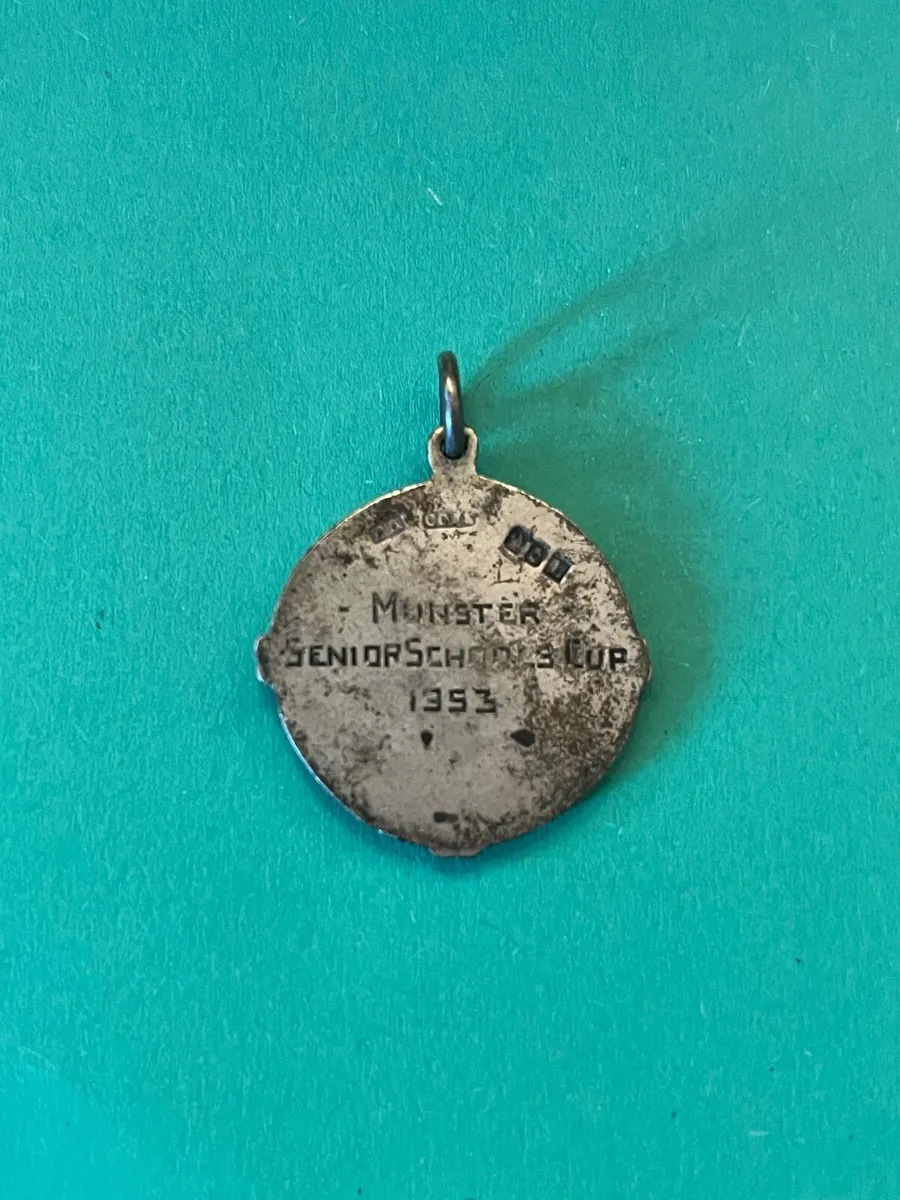 - MUNSTER -
SENIOR SCHOOLS CUP
1953